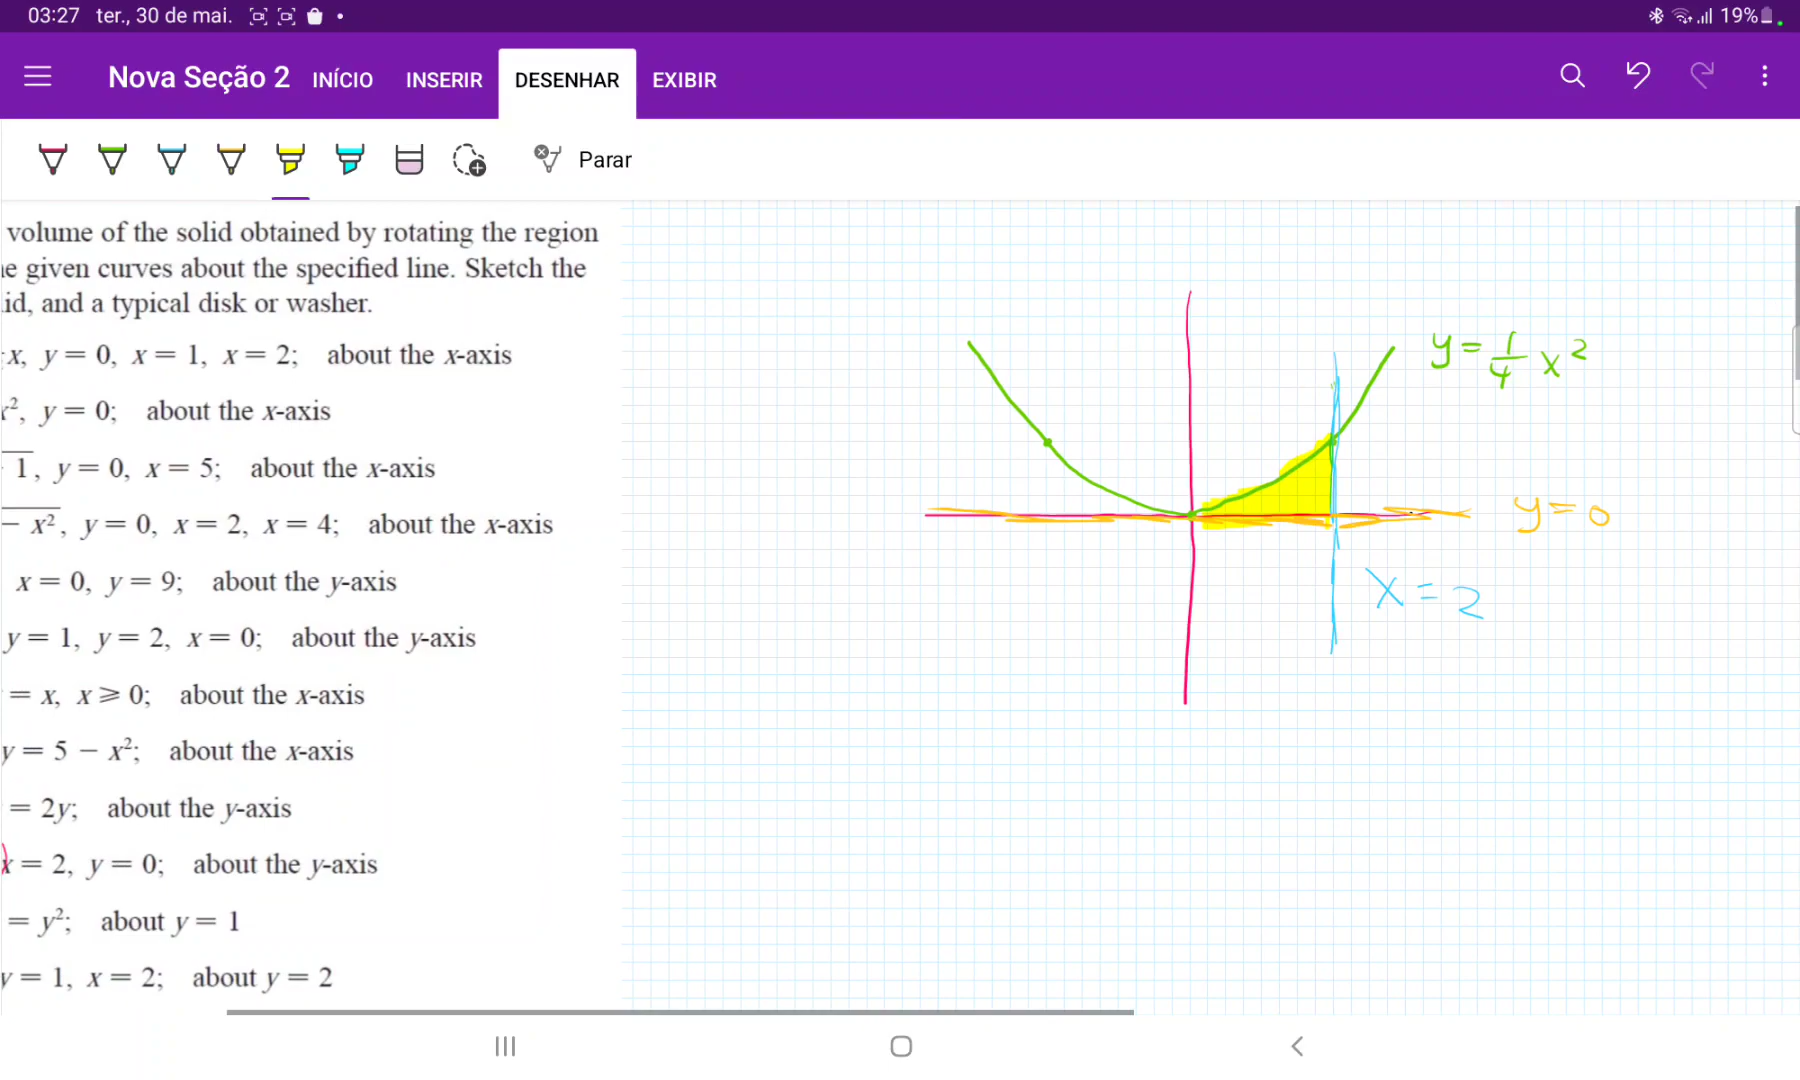 03:27 ter., 30 de mai.
19%
Nova Seção 2 INÍCIO INSERIR DESENHAR EXIBIR
Parar
volume of the solid obtained by rotating the region
e given curves about the specified line. Sketch the
id, and a typical disk or washer.
x, y = 0, x = 1, x = 2; about the x-axis
x², y = 0; about the x-axis
1, y = 0, x = 5; about the x-axis
− x², y = 0, x = 2, x = 4; about the x-axis
x = 0, y = 9; about the y-axis
y = 1, y = 2, x = 0; about the y-axis
= x, x ⩾ 0; about the x-axis
y = 5 − x²; about the x-axis
= 2y; about the y-axis
x = 2, y = 0; about the y-axis
= y²; about y = 1
y = 1, x = 2; about y = 2
y = 1/4 x²
y = 0
x = 2